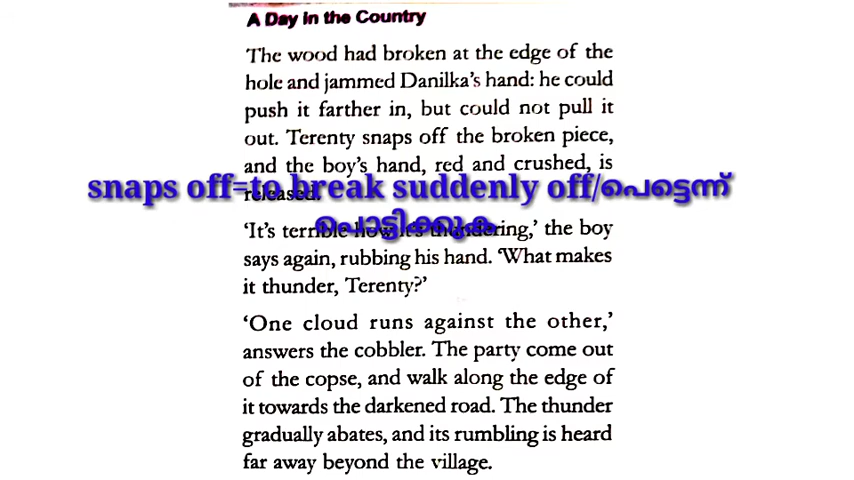 A Day in the Country
The wood had broken at the edge of the
hole and jammed Danilka's hand: he could
push it farther in, but could not pull it
out. Terenty snaps off the broken piece,
and the boy's hand, red and crushed, is
snaps off=to break suddenly off/പെട്ടെന്ന്
released.
പൊട്ടിക്കുക
'It's terrible how it's thundering,' the boy
says again, rubbing his hand. 'What makes
it thunder, Terenty?'
'One cloud runs against the other,'
answers the cobbler. The party come out
of the copse, and walk along the edge of
it towards the darkened road. The thunder
gradually abates, and its rumbling is heard
far away beyond the village.